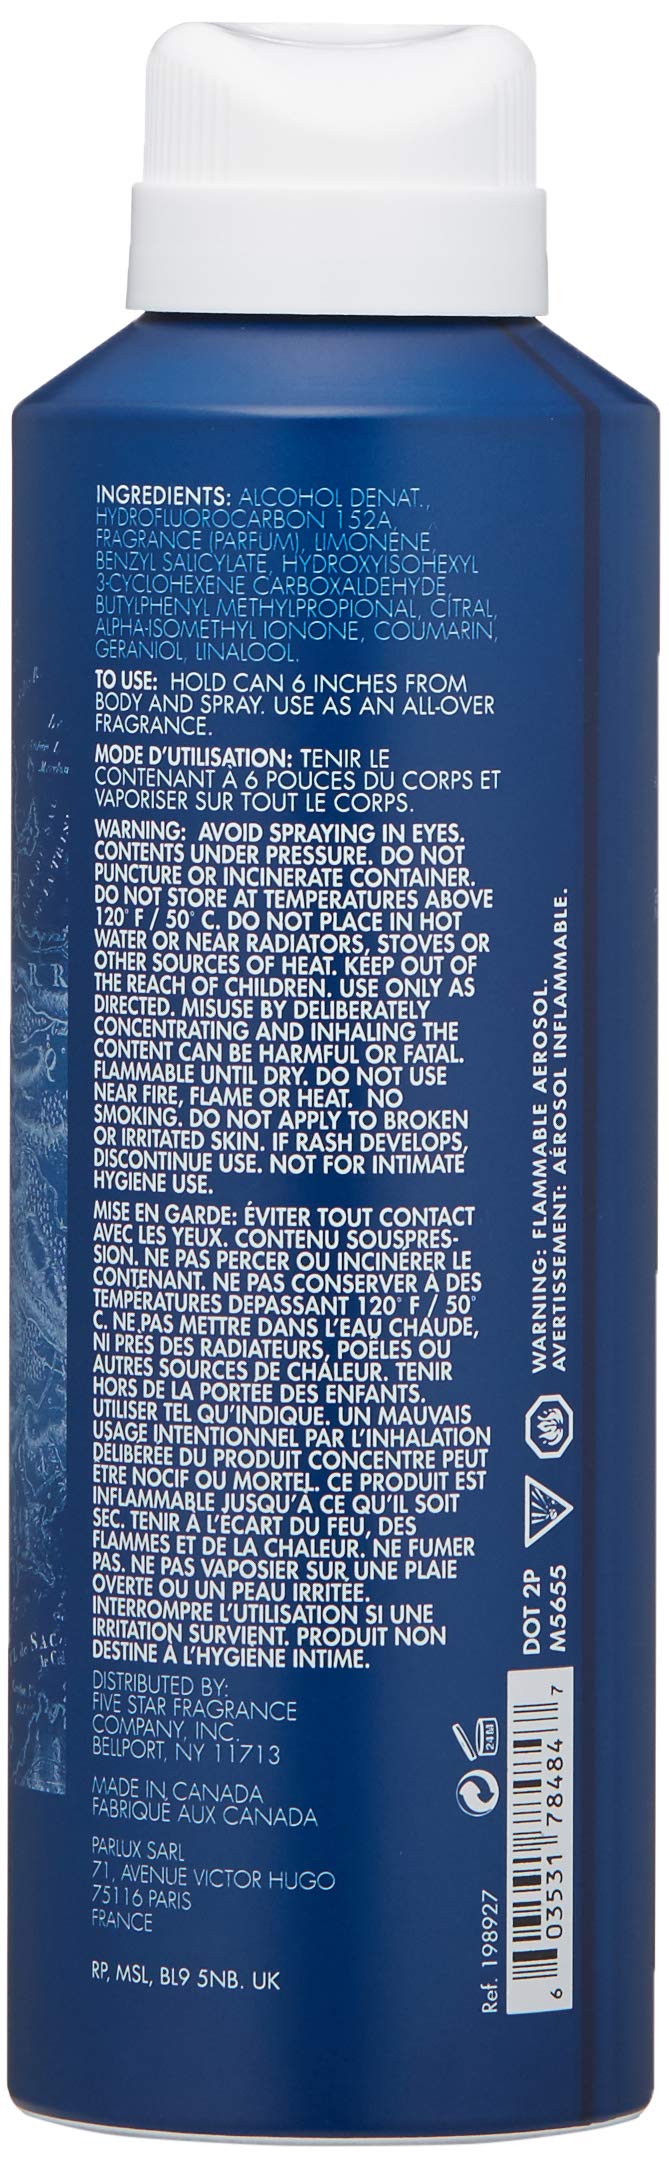 INGREDIENTS: ALCOHOL DENAT.,
HYDROFLUOROCARBON 152A,
FRAGRANCE (PARFUM), LIMONENE,
BENZYL SALICYLATE, HYDROXYISOHEXYL
3-CYCLOHEXENE CARBOXALDEHYDE,
BUTYLPHENYL METHYLPROPIONAL, CITRAL,
ALPHA-ISOMETHYL IONONE, COUMARIN,
GERANIOL, LINALOOL.
TO USE: HOLD CAN 6 INCHES FROM
BODY AND SPRAY. USE AS AN ALL-OVER
FRAGRANCE.
MODE D'UTILISATION: TENIR LE
CONTENANT À 6 POUCES DU CORPS ET
VAPORISER SUR TOUT LE CORPS.
WARNING: AVOID SPRAYING IN EYES.
CONTENTS UNDER PRESSURE. DO NOT
PUNCTURE OR INCINERATE CONTAINER.
DO NOT STORE AT TEMPERATURES ABOVE
120° F / 50° C. DO NOT PLACE IN HOT
WATER OR NEAR RADIATORS, STOVES OR
OTHER SOURCES OF HEAT. KEEP OUT OF
THE REACH OF CHILDREN. USE ONLY AS
DIRECTED. MISUSE BY DELIBERATELY
CONCENTRATING AND INHALING THE
CONTENT CAN BE HARMFUL OR FATAL.
FLAMMABLE UNTIL DRY. DO NOT USE
NEAR FIRE, FLAME OR HEAT. NO
SMOKING. DO NOT APPLY TO BROKEN
OR IRRITATED SKIN. IF RASH DEVELOPS,
DISCONTINUE USE. NOT FOR INTIMATE
HYGIENE USE.
MISE EN GARDE: ÉVITER TOUT CONTACT
AVEC LES YEUX. CONTENU SOUSPRES-
SION. NE PAS PERCER OU INCINÉRER LE
CONTENANT. NE PAS CONSERVER À DES
TEMPÉRATURES DEPASSANT 120° F / 50°
C. NE PAS METTRE DANS L'EAU CHAUDE,
NI PRÈS DES RADIATEURS, POÊLES OU
AUTRES SOURCES DE CHALEUR. TENIR
HORS DE LA PORTÉE DES ENFANTS.
UTILISER TEL QU'INDIQUE. UN MAUVAIS
USAGE INTENTIONNEL PAR L'INHALATION
DÉLIBÉRÉE DU PRODUIT CONCENTRE PEUT
ÊTRE NOCIF OU MORTEL. CE PRODUIT EST
INFLAMMABLE JUSQU'À CE QU'IL SOIT
SEC. TENIR À L'ÉCART DU FEU, DES
FLAMMES ET DE LA CHALEUR. NE FUMER
PAS. NE PAS VAPOSIER SUR UNE PLAIE
OVERTE OU UN PEAU IRRITÉE.
INTERROMPRE L'UTILISATION SI UNE
IRRITATION SURVIENT. PRODUIT NON
DESTINE À L'HYGIÈNE INTIME.
DISTRIBUTED BY:
FIVE STAR FRAGRANCE
COMPANY, INC.
BELLPORT, NY 11713
MADE IN CANADA
FABRIQUÉ AUX CANADA
PARLUX SARL
71, AVENUE VICTOR HUGO
75116 PARIS
FRANCE
RP, MSL, BL9 5NB. UK
WARNING: FLAMMABLE AEROSOL.
AVERTISSEMENT: AÉROSOL INFLAMMABLE.
DOT 2P
M5655
24M
Ref. 198927
6 03531 78484 7